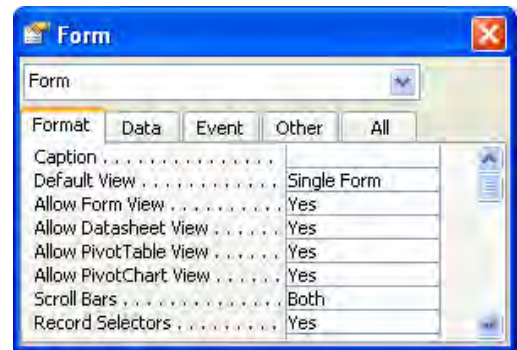 Form
Form
Format Data Event Other All
Caption . . . . . . . . . . . . . . .
Default View . . . . . . . . . . . . Single Form
Allow Form View . . . . . . . . . . Yes
Allow Datasheet View . . . . . . Yes
Allow PivotTable View . . . . . . Yes
Allow PivotChart View . . . . . . Yes
Scroll Bars . . . . . . . . . . . . . . Both
Record Selectors . . . . . . . . . Yes